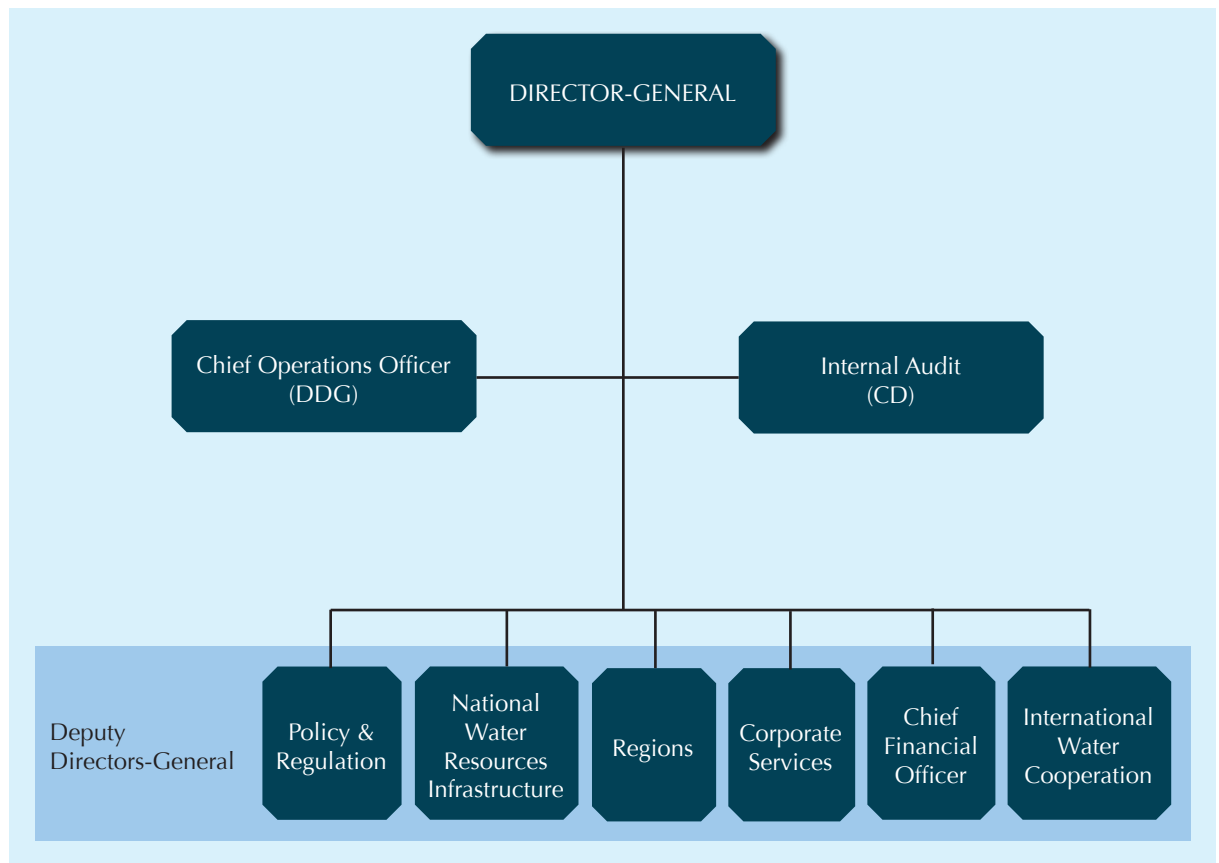 DIRECTOR-GENERAL
Chief Operations Officer
(DDG)
Internal Audit
(CD)
Deputy
Directors-General
Policy &
Regulation
National
Water
Resources
Infrastructure
Regions
Corporate
Services
Chief
Financial
Officer
International
Water
Cooperation